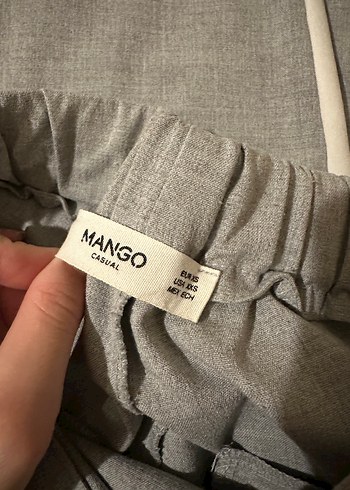 MANGO
CASUAL
EUR XS
USA XXS
MEX ECH